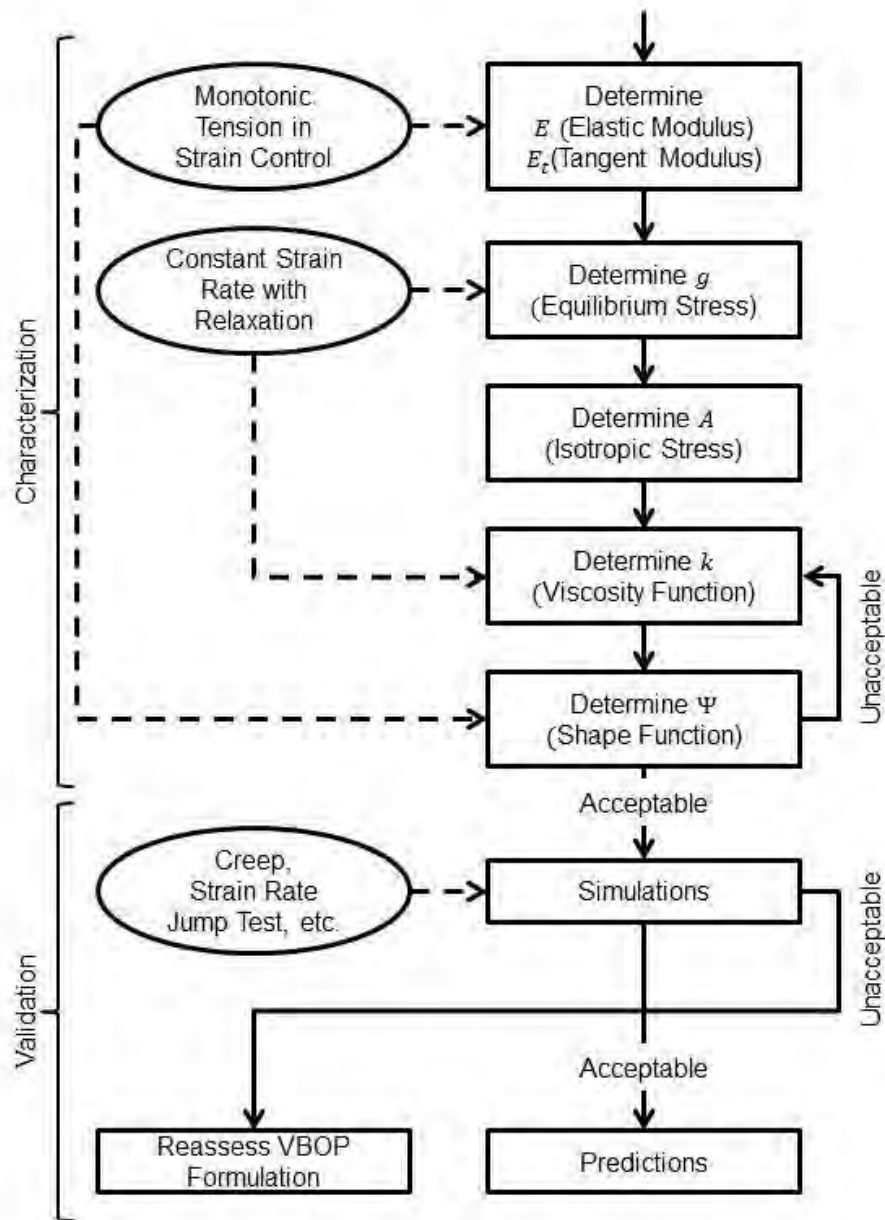 Monotonic
Tension in
Strain Control
Determine
E (Elastic Modulus)
E_t (Tangent Modulus)
Constant Strain
Rate with
Relaxation
Determine g
(Equilibrium Stress)
Characterization
Determine A
(Isotropic Stress)
Determine k
(Viscosity Function)
Unacceptable
Determine Ψ
(Shape Function)
Acceptable
Creep,
Strain Rate
Jump Test, etc.
Simulations
Unacceptable
Validation
Acceptable
Reassess VBOP
Formulation
Predictions